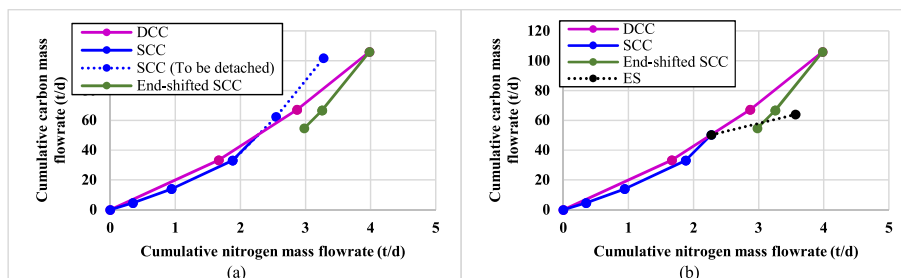 DCC
SCC
SCC (To be detached)
End-shifted SCC
Cumulative carbon mass
flowrate (t/d)
60
40
20
0
0 1 2 3 4 5
Cumulative nitrogen mass flowrate (t/d)
(a)
DCC
SCC
End-shifted SCC
ES
Cumulative carbon mass
flowrate (t/d)
120
100
80
60
40
20
0
0 1 2 3 4 5
Cumulative nitrogen mass flowrate (t/d)
(b)